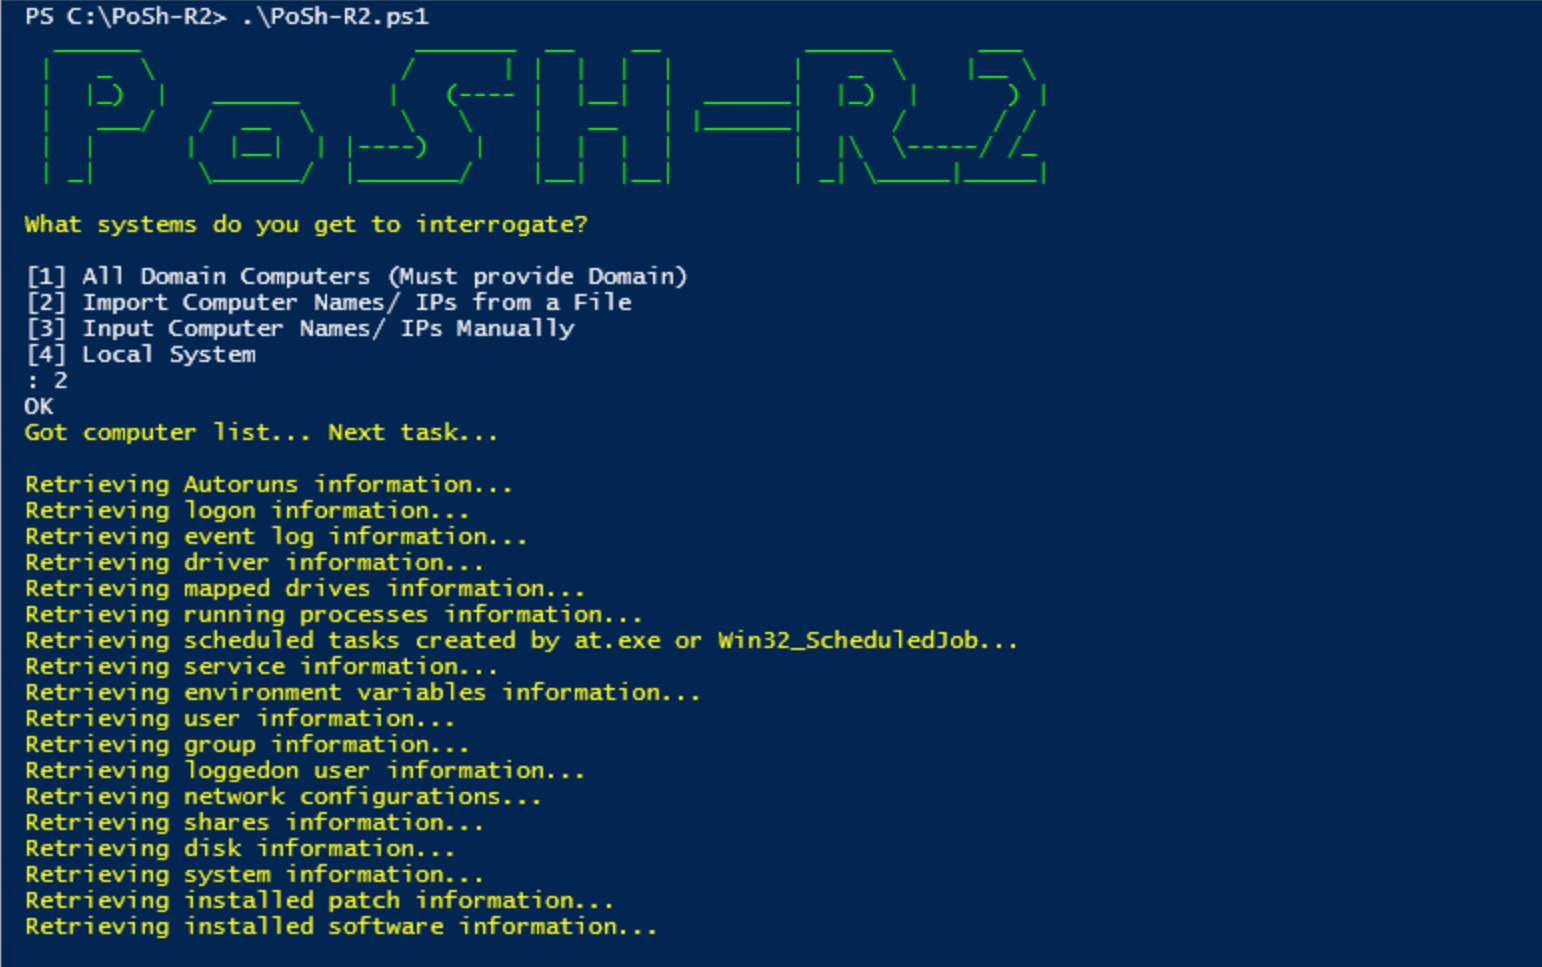 PS C:\PoSh-R2> .\PoSh-R2.ps1
PoSH-R2
What systems do you get to interrogate?
[1] All Domain Computers (Must provide Domain)
[2] Import Computer Names/ IPs from a File
[3] Input Computer Names/ IPs Manually
[4] Local System
: 2
OK
Got computer list... Next task...
Retrieving Autoruns information...
Retrieving logon information...
Retrieving event log information...
Retrieving driver information...
Retrieving mapped drives information...
Retrieving running processes information...
Retrieving scheduled tasks created by at.exe or Win32_ScheduledJob...
Retrieving service information...
Retrieving environment variables information...
Retrieving user information...
Retrieving group information...
Retrieving loggedon user information...
Retrieving network configurations...
Retrieving shares information...
Retrieving disk information...
Retrieving system information...
Retrieving installed patch information...
Retrieving installed software information...